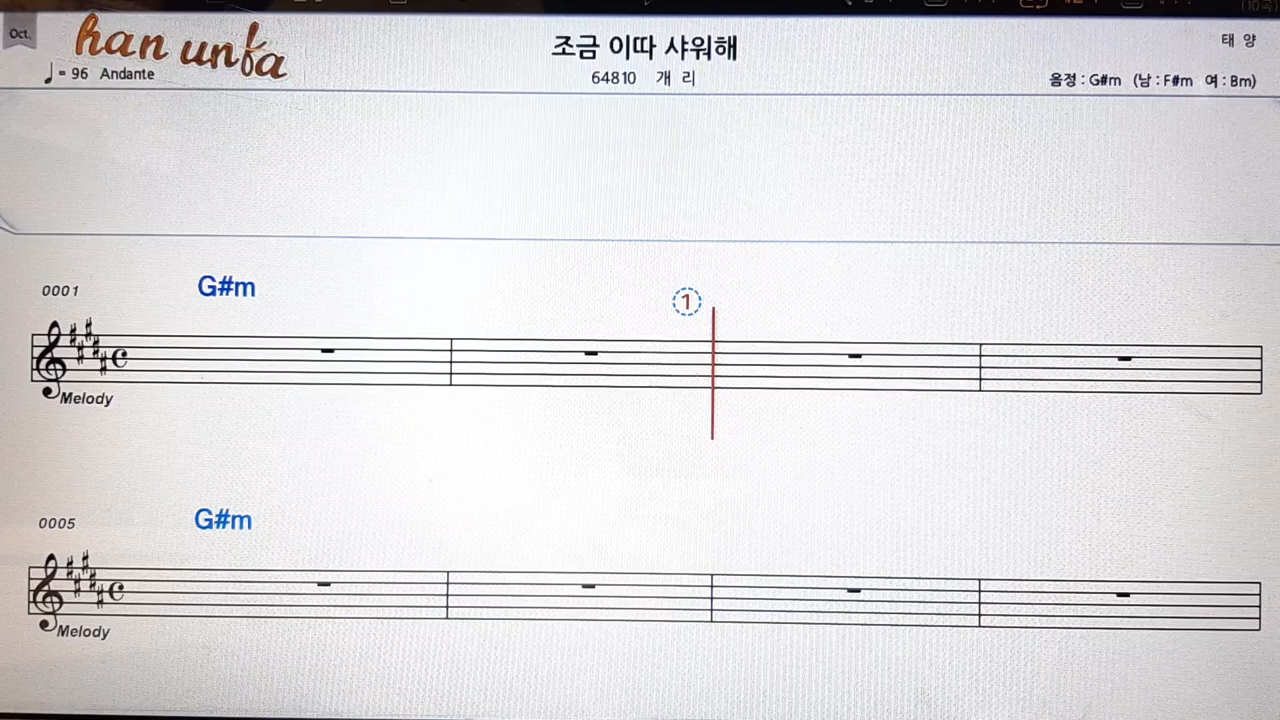 Oct.
han unfa
조금 이따 샤워해
태 양
♩= 96 Andante
64810 개 리
음정 : G#m (남 : F#m 여 : Bm)
0001
G#m
1
Melody
0005
G#m
Melody